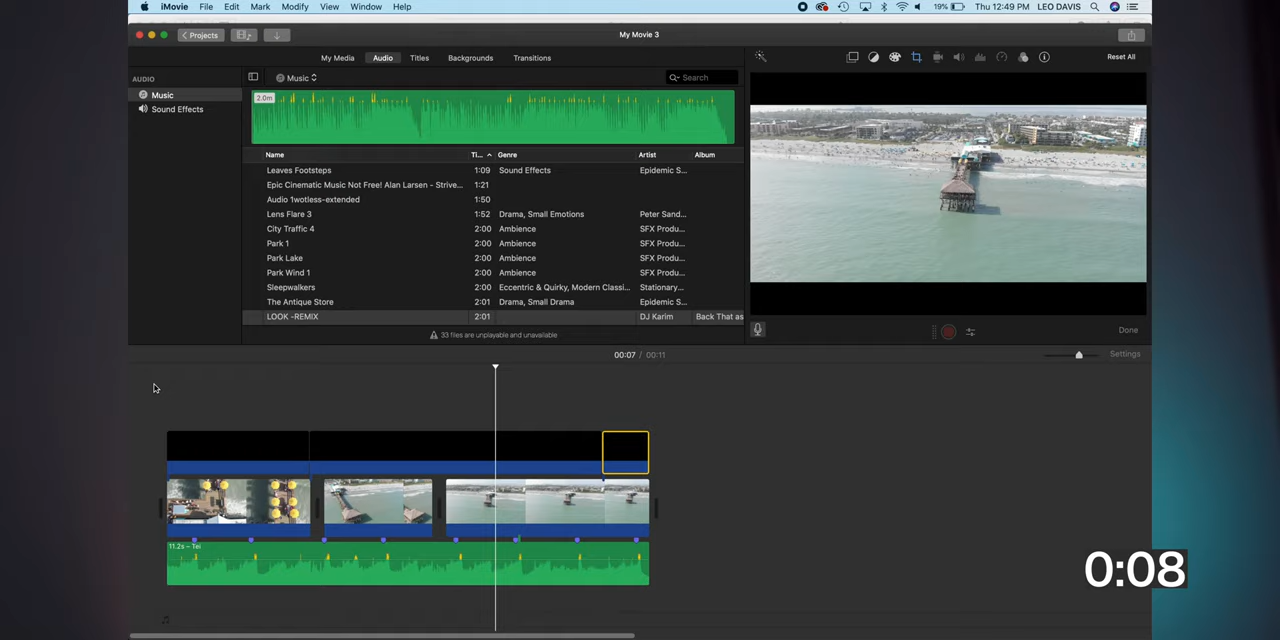 iMovie File Edit Mark Modify View Window Help 19% Thu 12:49 PM LEO DAVIS
Projects My Movie 3
My Media Audio Titles Backgrounds Transitions Reset All
AUDIO
Music
Sound Effects
Music Search
2.0m
Name Ti... Genre Artist Album
Leaves Footsteps 1:09 Sound Effects Epidemic S...
Epic Cinematic Music Not Free! Alan Larsen - Strive... 1:21
Audio 1wotless-extended 1:50
Lens Flare 3 1:52 Drama, Small Emotions Peter Sand...
City Traffic 4 2:00 Ambience SFX Produ...
Park 1 2:00 Ambience SFX Produ...
Park Lake 2:00 Ambience SFX Produ...
Park Wind 1 2:00 Ambience SFX Produ...
Sleepwalkers 2:00 Eccentric & Quirky, Modern Classi... Stationary...
The Antique Store 2:01 Drama, Small Drama Epidemic S...
LOOK -REMIX 2:01 DJ Karim Back That as
33 files are unplayable and unavailable
Done
00:07 / 00:11 Settings
11.2s – Tei
0:08